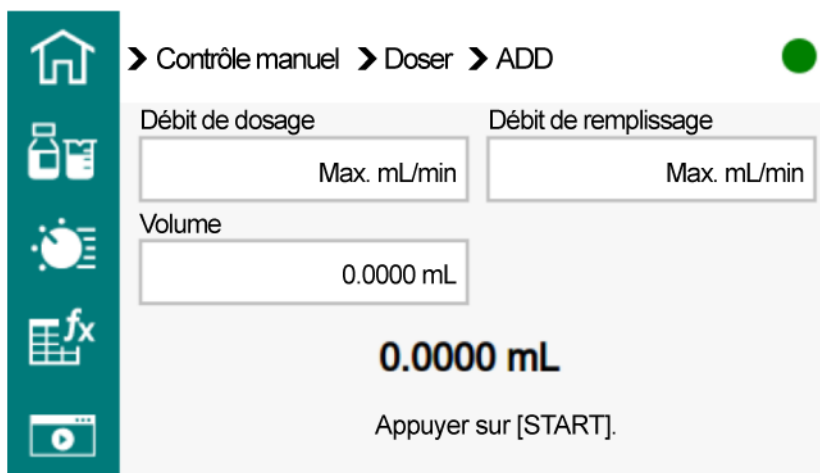 Contrôle manuel Doser ADD
Débit de dosage Débit de remplissage
Max. mL/min Max. mL/min
Volume
0.0000 mL
fx
0.0000 mL
Appuyer sur [START].